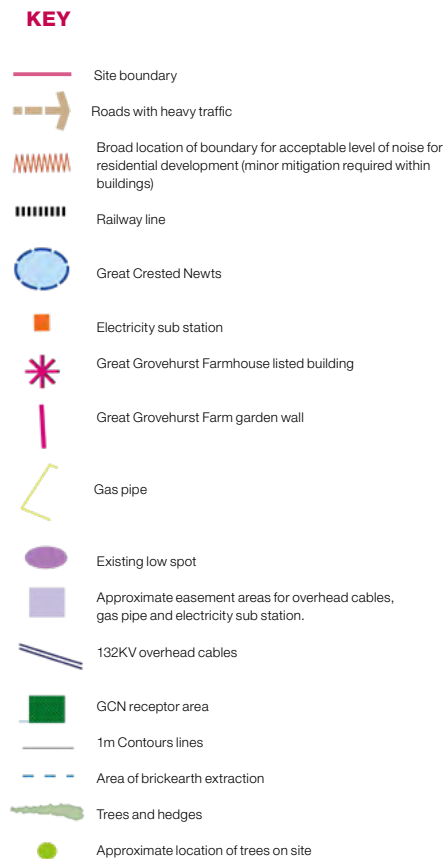 KEY
Site boundary
Roads with heavy traffic
Broad location of boundary for acceptable level of noise for
residential development (minor mitigation required within
buildings)
Railway line
Great Crested Newts
Electricity sub station
Great Grovehurst Farmhouse listed building
Great Grovehurst Farm garden wall
Gas pipe
Existing low spot
Approximate easement areas for overhead cables,
gas pipe and electricity sub station.
132KV overhead cables
GCN receptor area
1m Contours lines
Area of brickearth extraction
Trees and hedges
Approximate location of trees on site